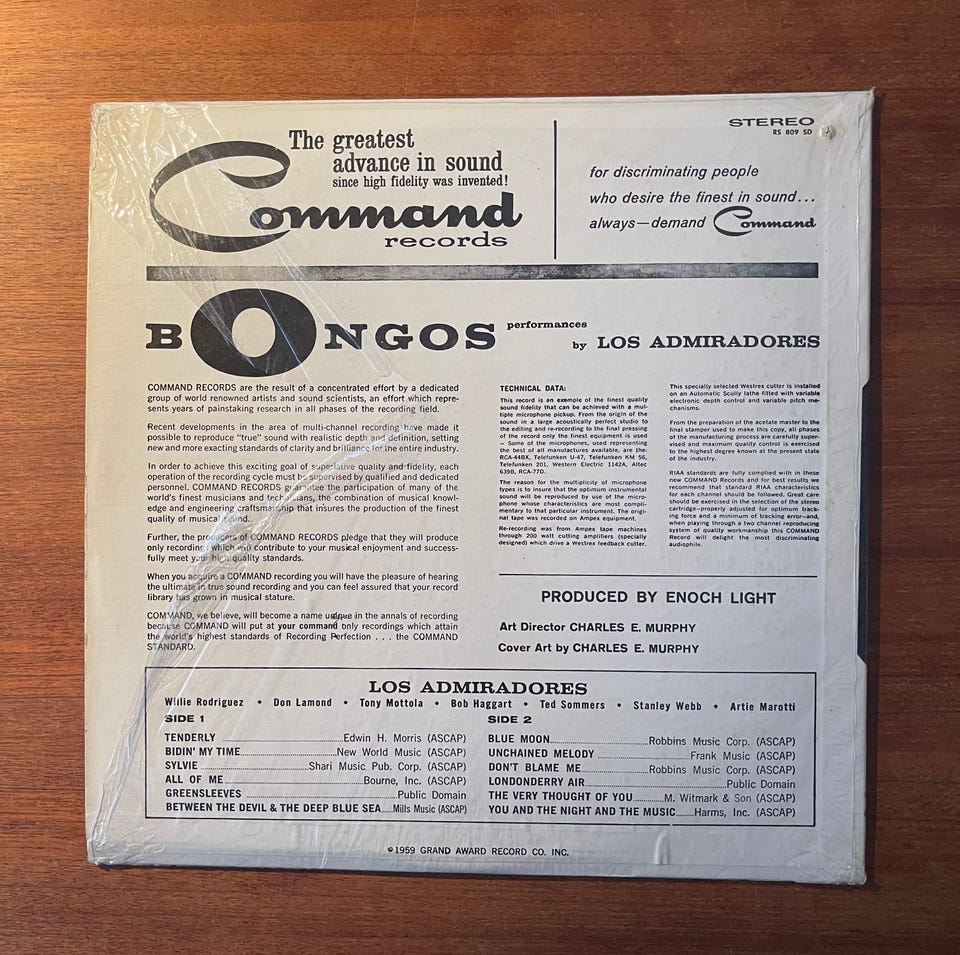 The greatest
advance in sound
since high fidelity was invented!
Command
records
STEREO
RS 809 SD
for discriminating people
who desire the finest in sound...
always—demand Command
BONGOS performances
by LOS ADMIRADORES
COMMAND RECORDS are the result of a concentrated effort by a dedicated
group of world renowned artists and sound scientists, an effort which repre-
sents years of painstaking research in all phases of the recording field.
Recent developments in the area of multi-channel recording have made it
possible to reproduce "true" sound with realistic depth and definition, setting
new and more exacting standards of clarity and brilliance for the entire industry.
In order to achieve this exciting goal of superlative quality and fidelity, each
operation of the recording cycle must be supervised by qualified and dedicated
personnel. COMMAND RECORDS guarantee the participation of many of the
world's finest musicians and technicians, the combination of musical knowl-
edge and engineering craftsmanship that insures the production of the finest
quality of musical sound.
Further, the producers of COMMAND RECORDS pledge that they will produce
only recordings which will contribute to your musical enjoyment and success-
fully meet your high quality standards.
When you acquire a COMMAND recording you will have the pleasure of hearing
the ultimate in true sound recording and you can feel assured that your record
library has grown in musical stature.
COMMAND, we believe, will become a name unique in the annals of recording
because COMMAND will put at your command only recordings which attain
the world's highest standards of Recording Perfection . . . the COMMAND
STANDARD.
TECHNICAL DATA:
This record is an example of the finest quality
sound fidelity that can be achieved with a mul-
tiple microphone pickup. From the origin of the
sound in a large acoustically perfect studio to
the editing and re-recording to the final pressing
of the record only the finest equipment is used
— Some of the microphones, used representing
the best of all manufactures available, are the:
RCA-44BX, Telefunken U-47, Telefunken KM 56,
Telefunken 201, Western Electric 1142A, Altec
639B, RCA-77D.
The reason for the multiplicity of microphone
types is to insure that the optimum instrumental
sound will be reproduced by use of the micro-
phone whose characteristics are most compli-
mentary to that particular instrument. The origi-
nal tape was recorded on Ampex equipment.
Re-recording was from Ampex tape machines
through 200 watt cutting amplifiers (specially
designed) which drive a Westrex feedback cutter.
This specially selected Westrex cutter is installed
on an Automatic Scully lathe fitted with variable
electronic depth control and variable pitch me-
chanisms.
From the preparation of the acetate master to the
final stamper used to make this copy, all phases
of the manufacturing process are carefully super-
vised and maximum quality control is exercised
to the highest degree known at the present state
of the industry.
RIAA standards are fully complied with in these
new COMMAND Records and for best results we
recommend that standard RIAA characteristics
for each channel should be followed. Great care
should be exercised in the selection of the stereo
cartridge—properly adjusted for optimum track-
ing force and a minimum of tracking error—and,
when playing through a two channel reproducing
system of quality workmanship this COMMAND
Record will delight the most discriminating
audiophile.
PRODUCED BY ENOCH LIGHT
Art Director CHARLES E. MURPHY
Cover Art by CHARLES E. MURPHY
LOS ADMIRADORES
Willie Rodriguez • Don Lamond • Tony Mottola • Bob Haggart • Ted Sommers • Stanley Webb • Artie Marotti
SIDE 1
TENDERLY Edwin H. Morris (ASCAP)
BIDIN' MY TIME New World Music (ASCAP)
SYLVIE Shari Music Pub. Corp. (ASCAP)
ALL OF ME Bourne, Inc. (ASCAP)
GREENSLEEVES Public Domain
BETWEEN THE DEVIL & THE DEEP BLUE SEA Mills Music (ASCAP)
SIDE 2
BLUE MOON Robbins Music Corp. (ASCAP)
UNCHAINED MELODY Frank Music (ASCAP)
DON'T BLAME ME Robbins Music Corp. (ASCAP)
LONDONDERRY AIR Public Domain
THE VERY THOUGHT OF YOU M. Witmark & Son (ASCAP)
YOU AND THE NIGHT AND THE MUSIC Harms, Inc. (ASCAP)
©1959 GRAND AWARD RECORD CO. INC.